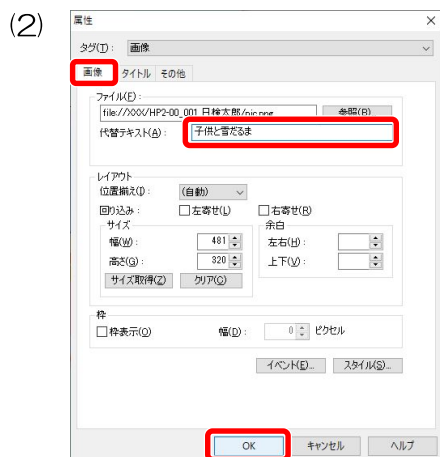 (2)
属性
タグ(T)： 画像
画像 タイトル その他
ファイル(F)：
file://XXX/HP2-00_001 日検太郎/pic.png 参照(R)
代替テキスト(A)： 子供と雪だるま
レイアウト
位置揃え(I)： (自動)
回り込み： 左寄せ(L) 右寄せ(R)
サイズ 余白
幅(W)： 481 左右(H)：
高さ(G)： 320 上下(V)：
サイズ取得(Z) クリア(C)
枠
枠表示(O) 幅(D)： 0 ピクセル
イベント(E)... スタイル(S)...
OK キャンセル ヘルプ